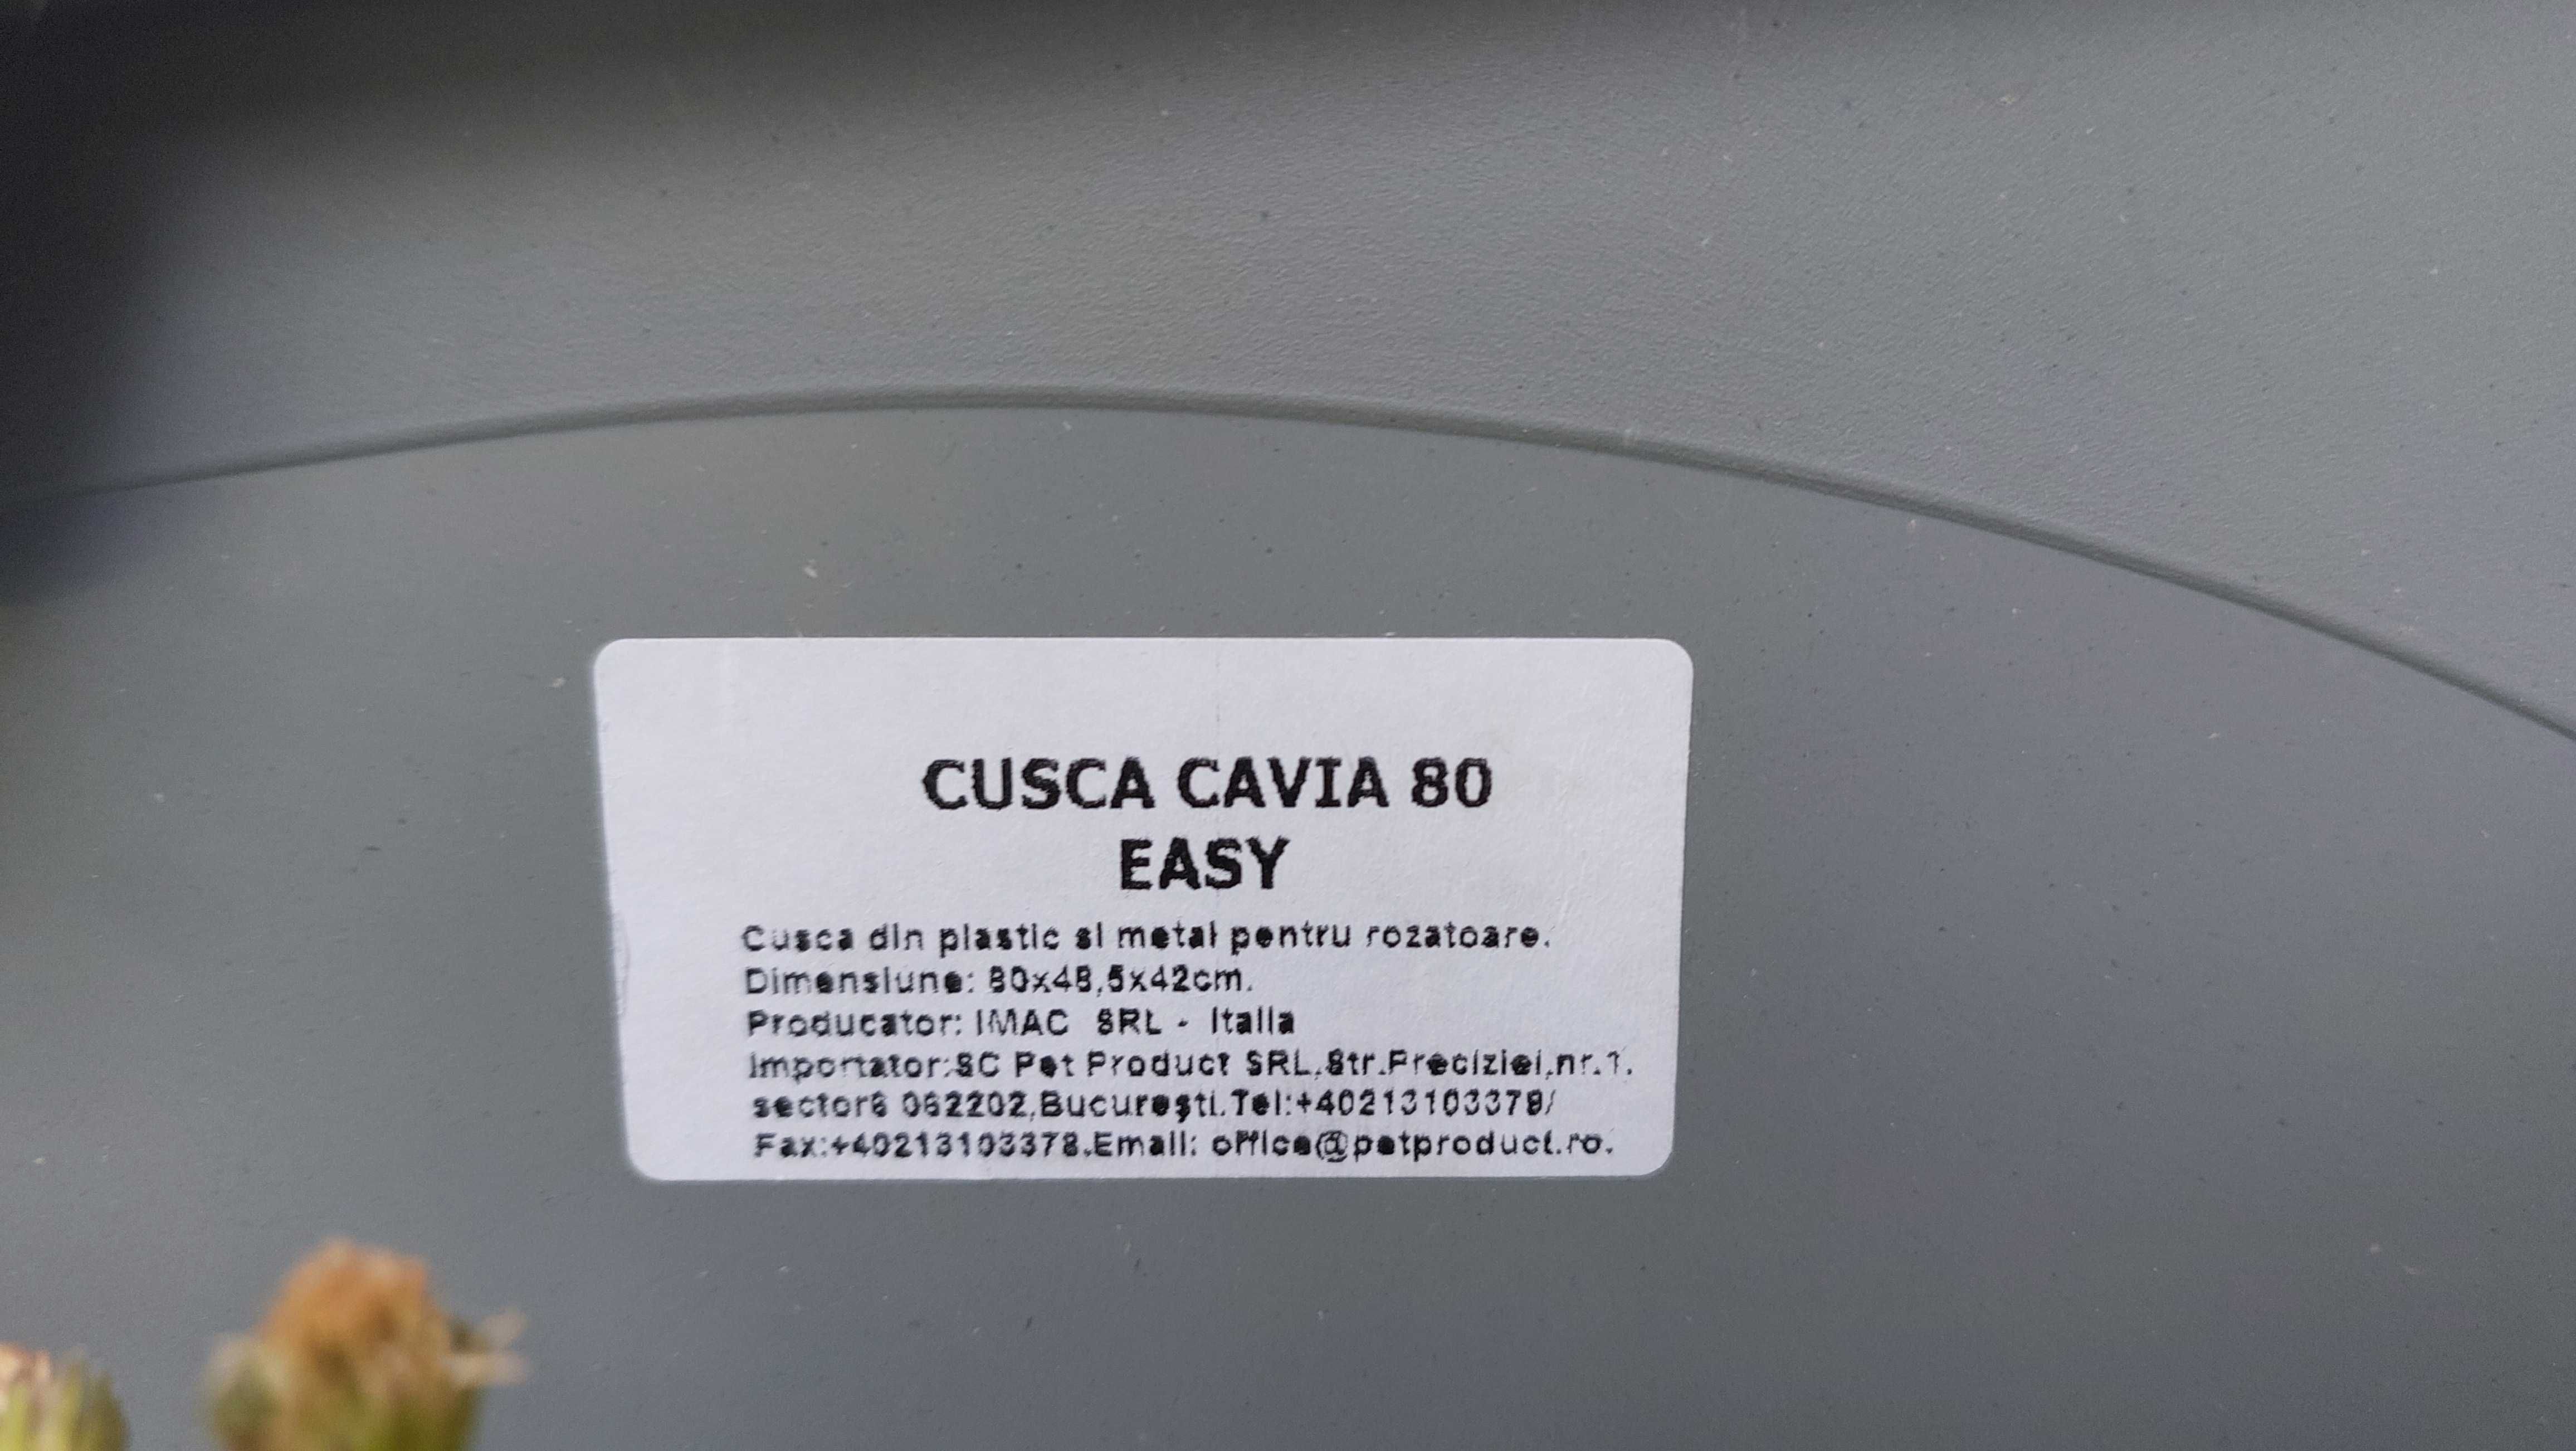 CUSCA CAVIA 80
EASY
Cusca din plastic si metal pentru rozatoare.
Dimensiune: 80x48,5x42cm.
Producator: IMAC SRL - Italia
Importator:SC Pet Product SRL,Str.Preciziei,nr.1.
sector6 062202,Bucureşti.Tel:+40213103379/
Fax:+40213103378.Email: office@petproduct.ro.